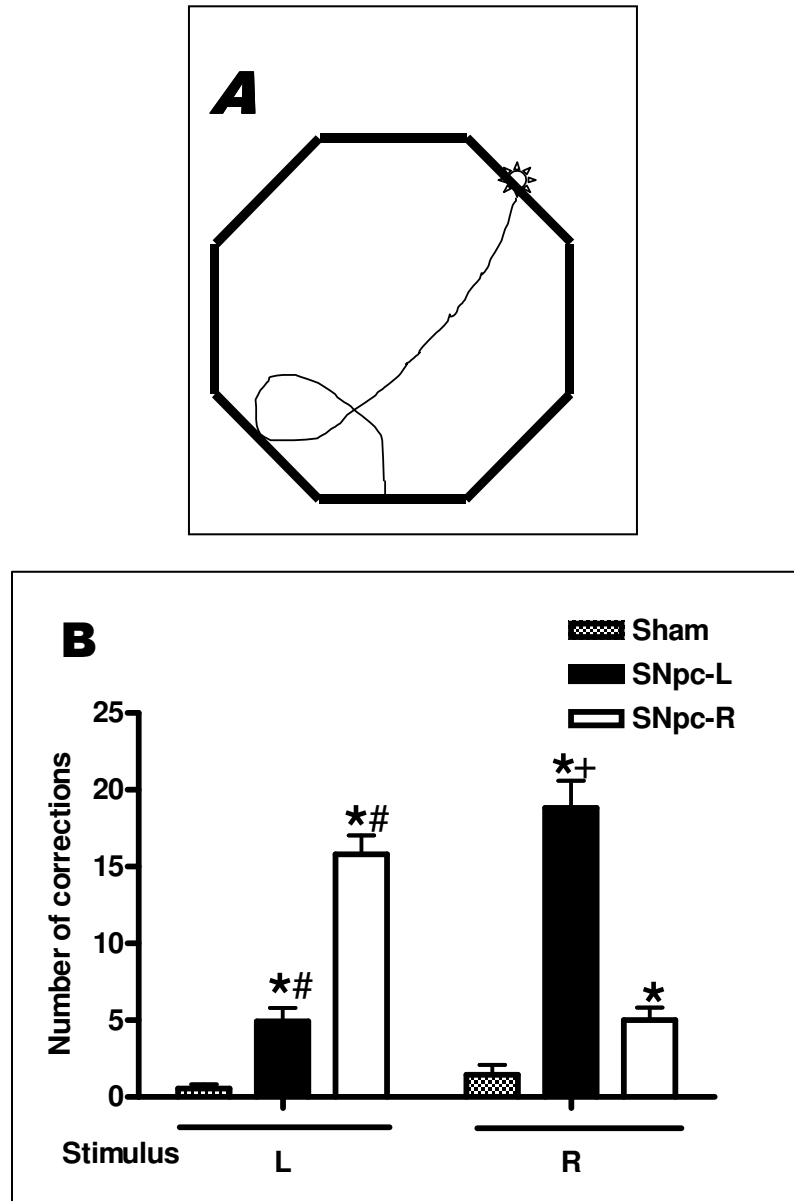 A
B
Sham
SNpc-L
SNpc-R
Number of corrections
25
20
15
10
5
0
*#
*#
*+
*
Stimulus
L
R